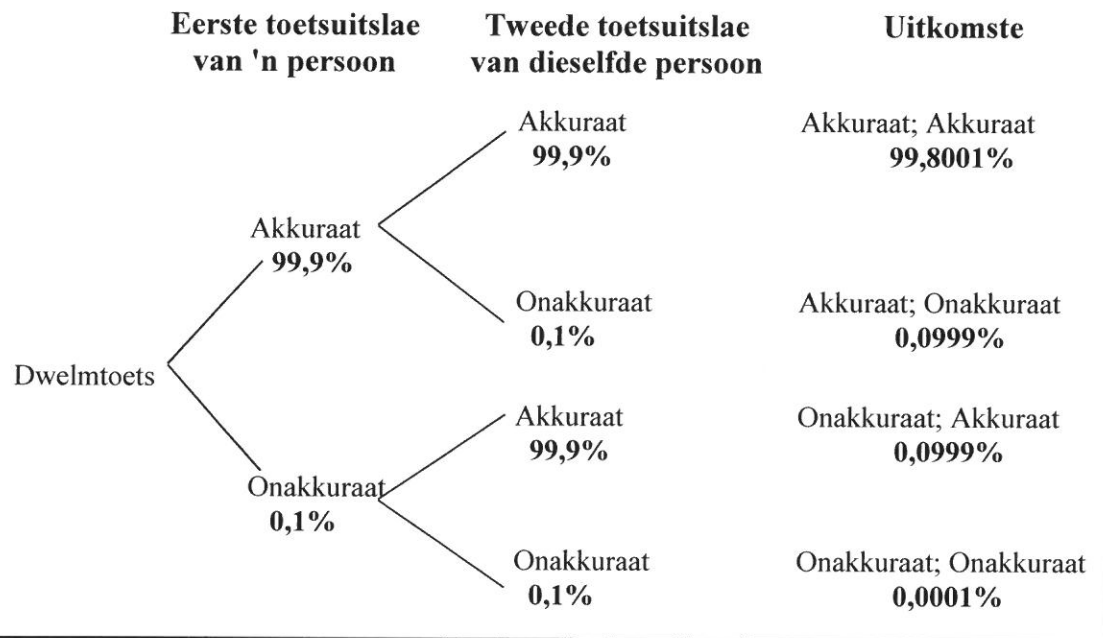 Eerste toetsuitslae
van 'n persoon
Tweede toetsuitslae
van dieselfde persoon
Uitkomste
Akkuraat
99,9%
Akkuraat; Akkuraat
99,8001%
Akkuraat
99,9%
Onakkuraat
0,1%
Akkuraat; Onakkuraat
0,0999%
Dwelmtoets
Akkuraat
99,9%
Onakkuraat; Akkuraat
0,0999%
Onakkuraat
0,1%
Onakkuraat
0,1%
Onakkuraat; Onakkuraat
0,0001%